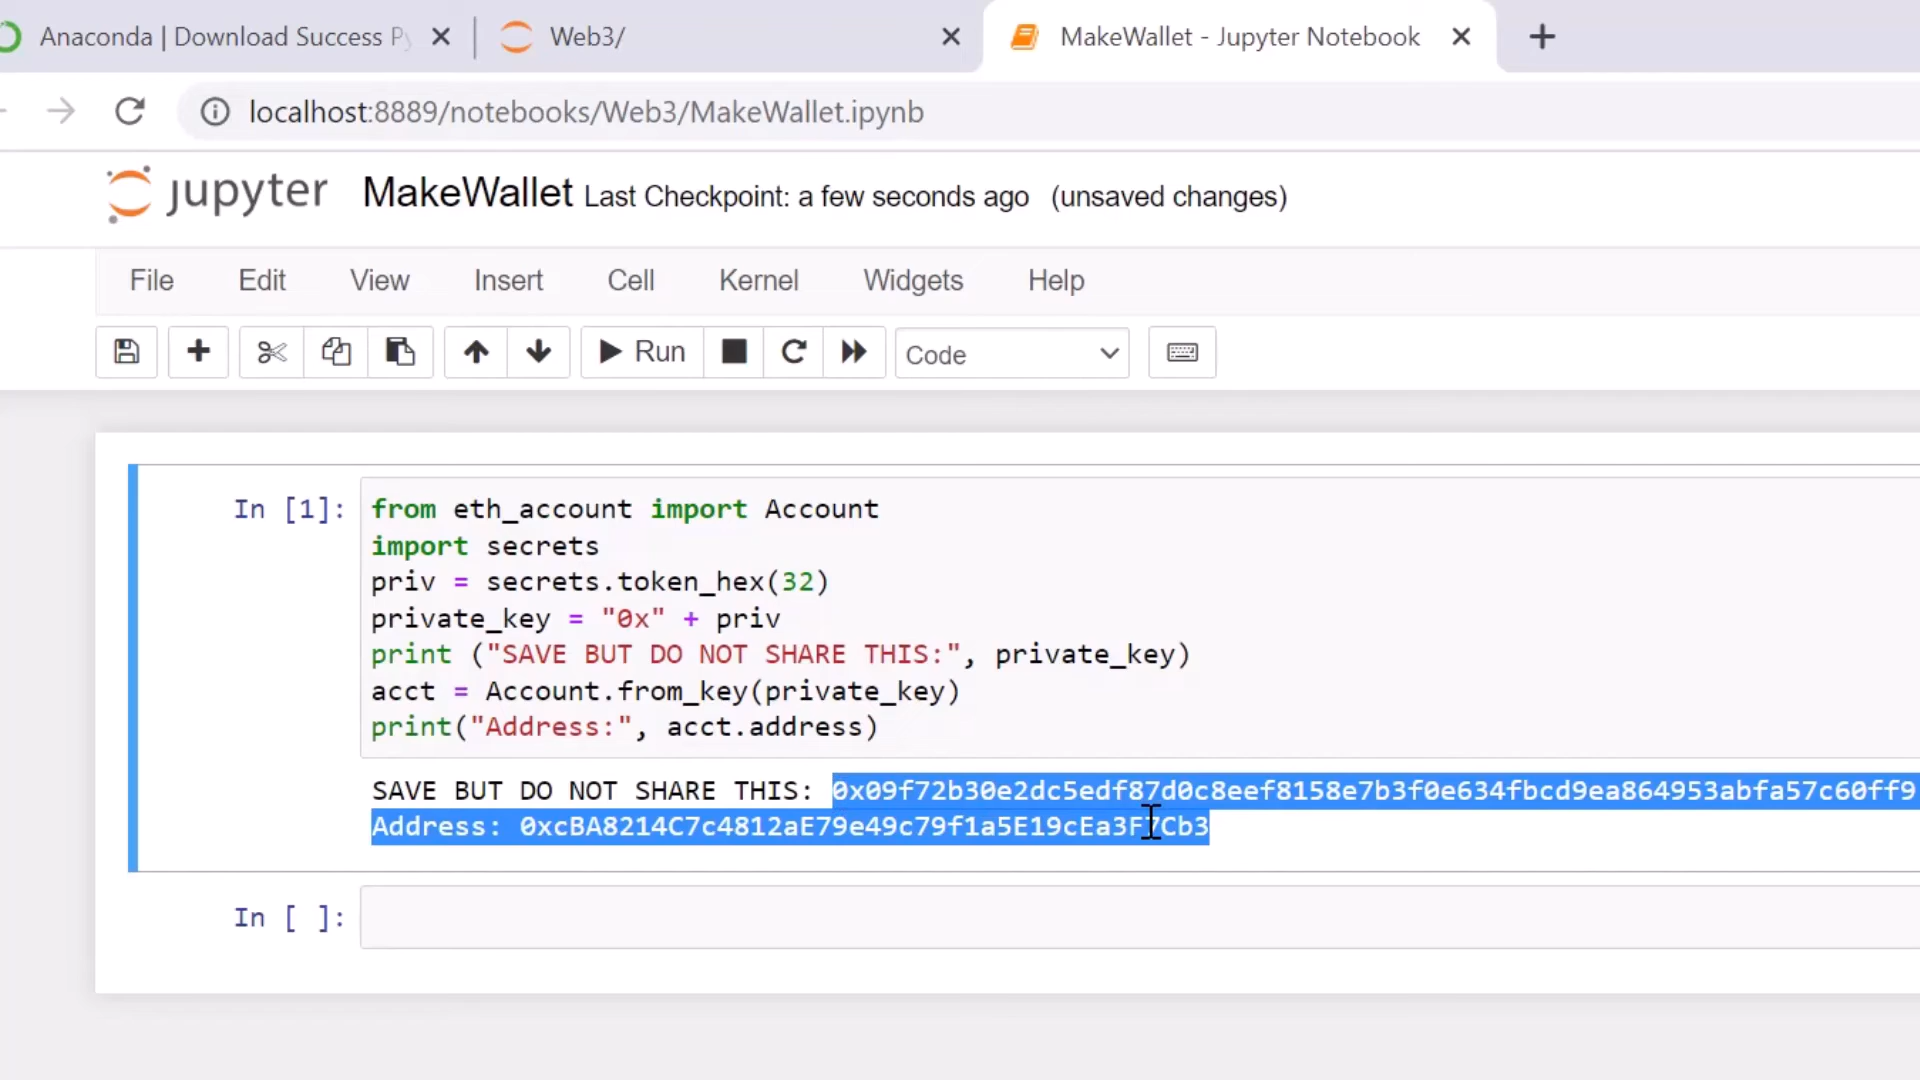 Anaconda | Download Success Py
Web3/
MakeWallet - Jupyter Notebook
localhost:8889/notebooks/Web3/MakeWallet.ipynb
jupyter MakeWallet Last Checkpoint: a few seconds ago (unsaved changes)
File Edit View Insert Cell Kernel Widgets Help
Run Code
In [1]:
from eth_account import Account
import secrets
priv = secrets.token_hex(32)
private_key = "0x" + priv
print ("SAVE BUT DO NOT SHARE THIS:", private_key)
acct = Account.from_key(private_key)
print("Address:", acct.address)
SAVE BUT DO NOT SHARE THIS: 0x09f72b30e2dc5edf87d0c8eef8158e7b3f0e634fbcd9ea864953abfa57c60ff9
Address: 0xcBA8214C7c4812aE79e49c79f1a5E19cEa3F7Cb3
In [ ]: